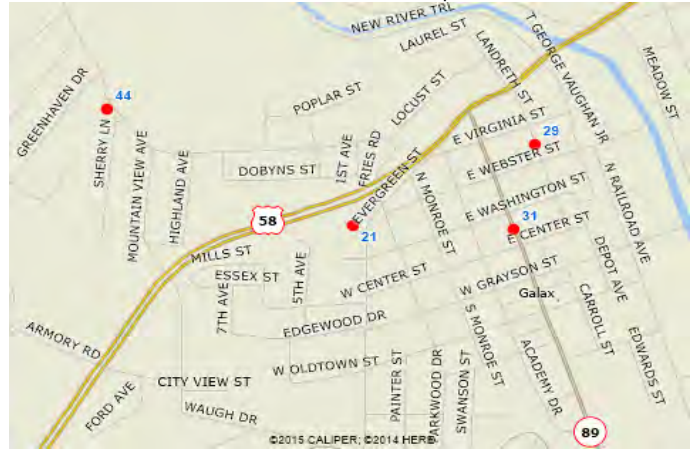 NEW RIVER TRL
LAUREL ST
LANDRETH ST
T GEORGE VAUGHAN JR
MEADOW ST
GREENHAVEN DR
44
SHERRY LN
POPLAR ST
LOCUST ST
E VIRGINIA ST
29
MOUNTAIN VIEW AVE
HIGHLAND AVE
DOBYNS ST
1ST AVE
FRIES RD
EVERGREEN ST
E WEBSTER ST
N MONROE ST
E WASHINGTON ST
N RAILROAD AVE
58
21
31
E CENTER ST
MILLS ST
ESSEX ST
5TH AVE
7TH AVE
W CENTER ST
W GRAYSON ST
Galax
DEPOT AVE
CARROLL ST
EDWARDS ST
EDGEWOOD DR
S MONROE ST
ACADEMY DR
ARMORY RD
W OLDTOWN ST
CITY VIEW ST
FORD AVE
WAUGH DR
PAINTER ST
ARKWOOD DR
SWANSON ST
89
©2015 CALIPER; ©2014 HERE